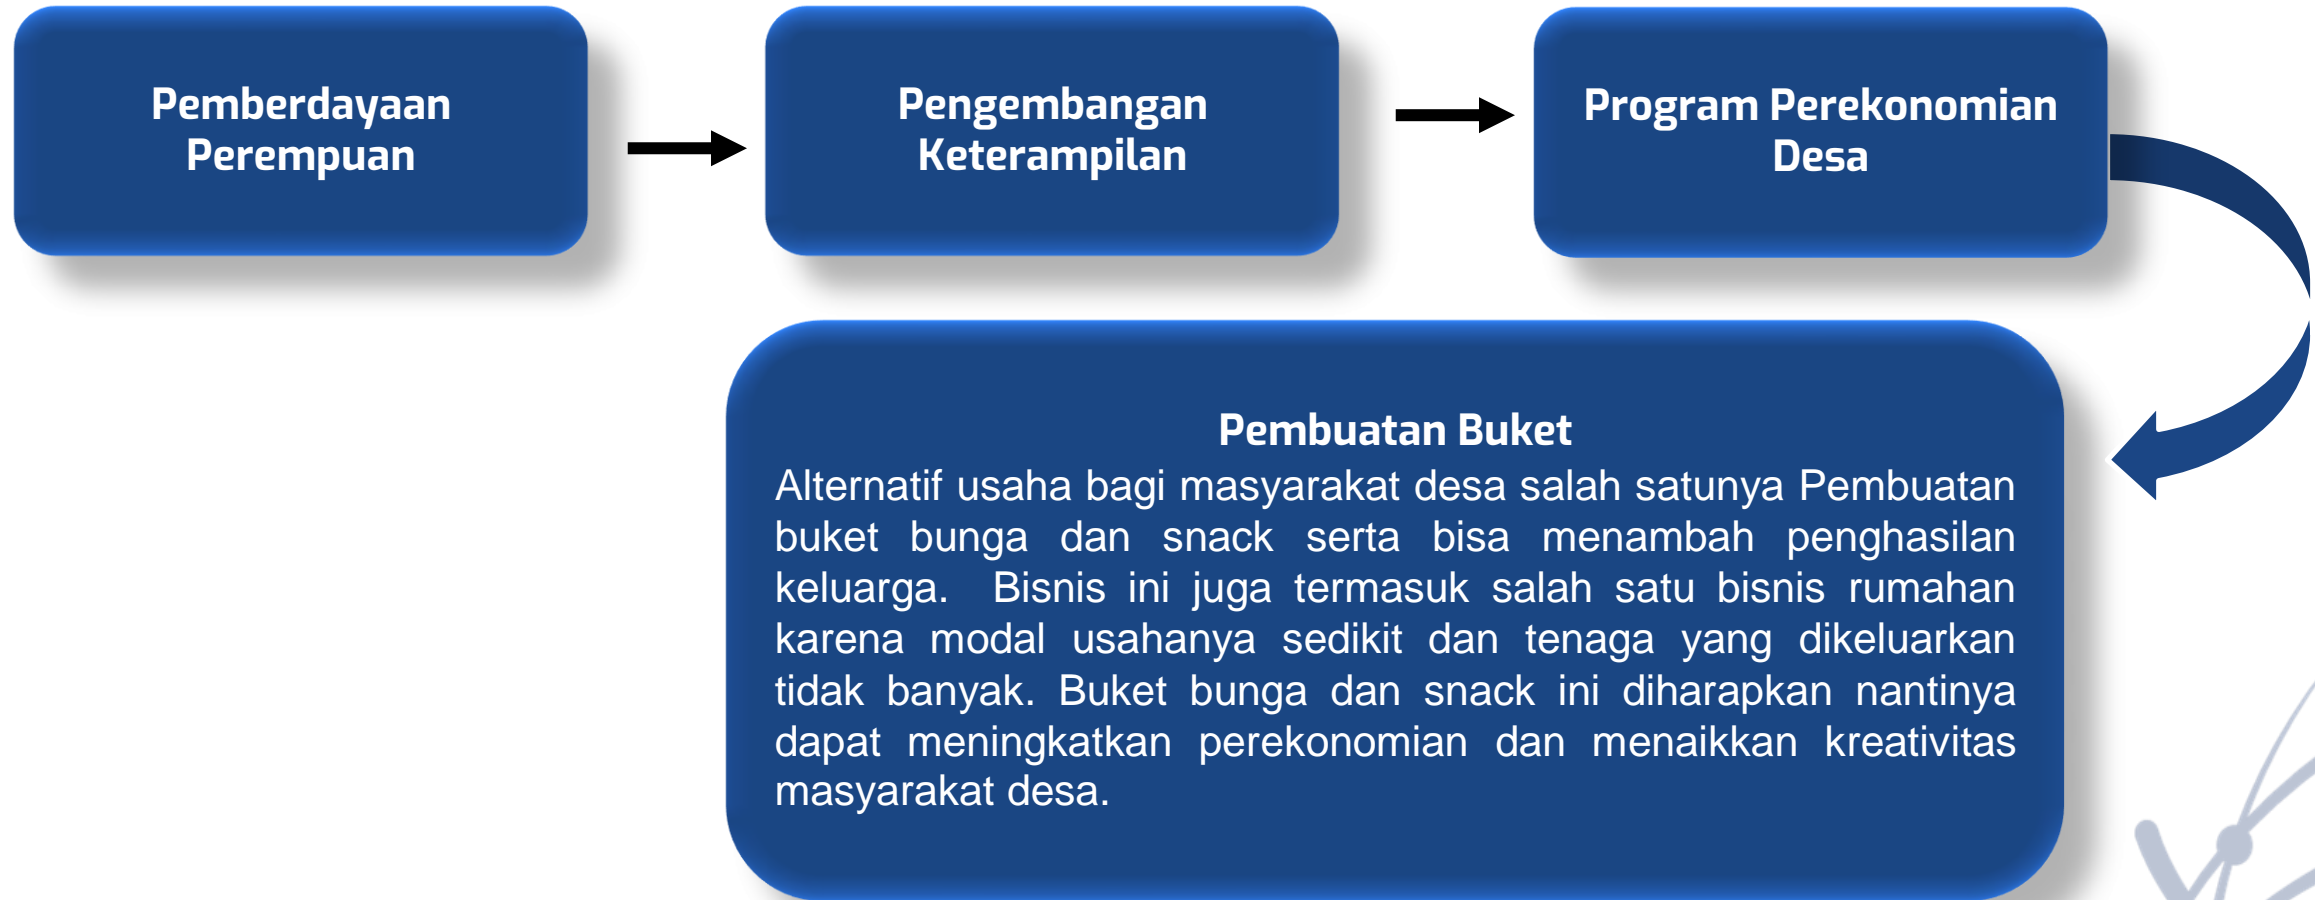 Pemberdayaan
Perempuan
Pengembangan
Keterampilan
Program Perekonomian
Desa
Pembuatan Buket
Alternatif usaha bagi masyarakat desa salah satunya Pembuatan
buket bunga dan snack serta bisa menambah penghasilan
keluarga. Bisnis ini juga termasuk salah satu bisnis rumahan
karena modal usahanya sedikit dan tenaga yang dikeluarkan
tidak banyak. Buket bunga dan snack ini diharapkan nantinya
dapat meningkatkan perekonomian dan menaikkan kreativitas
masyarakat desa.